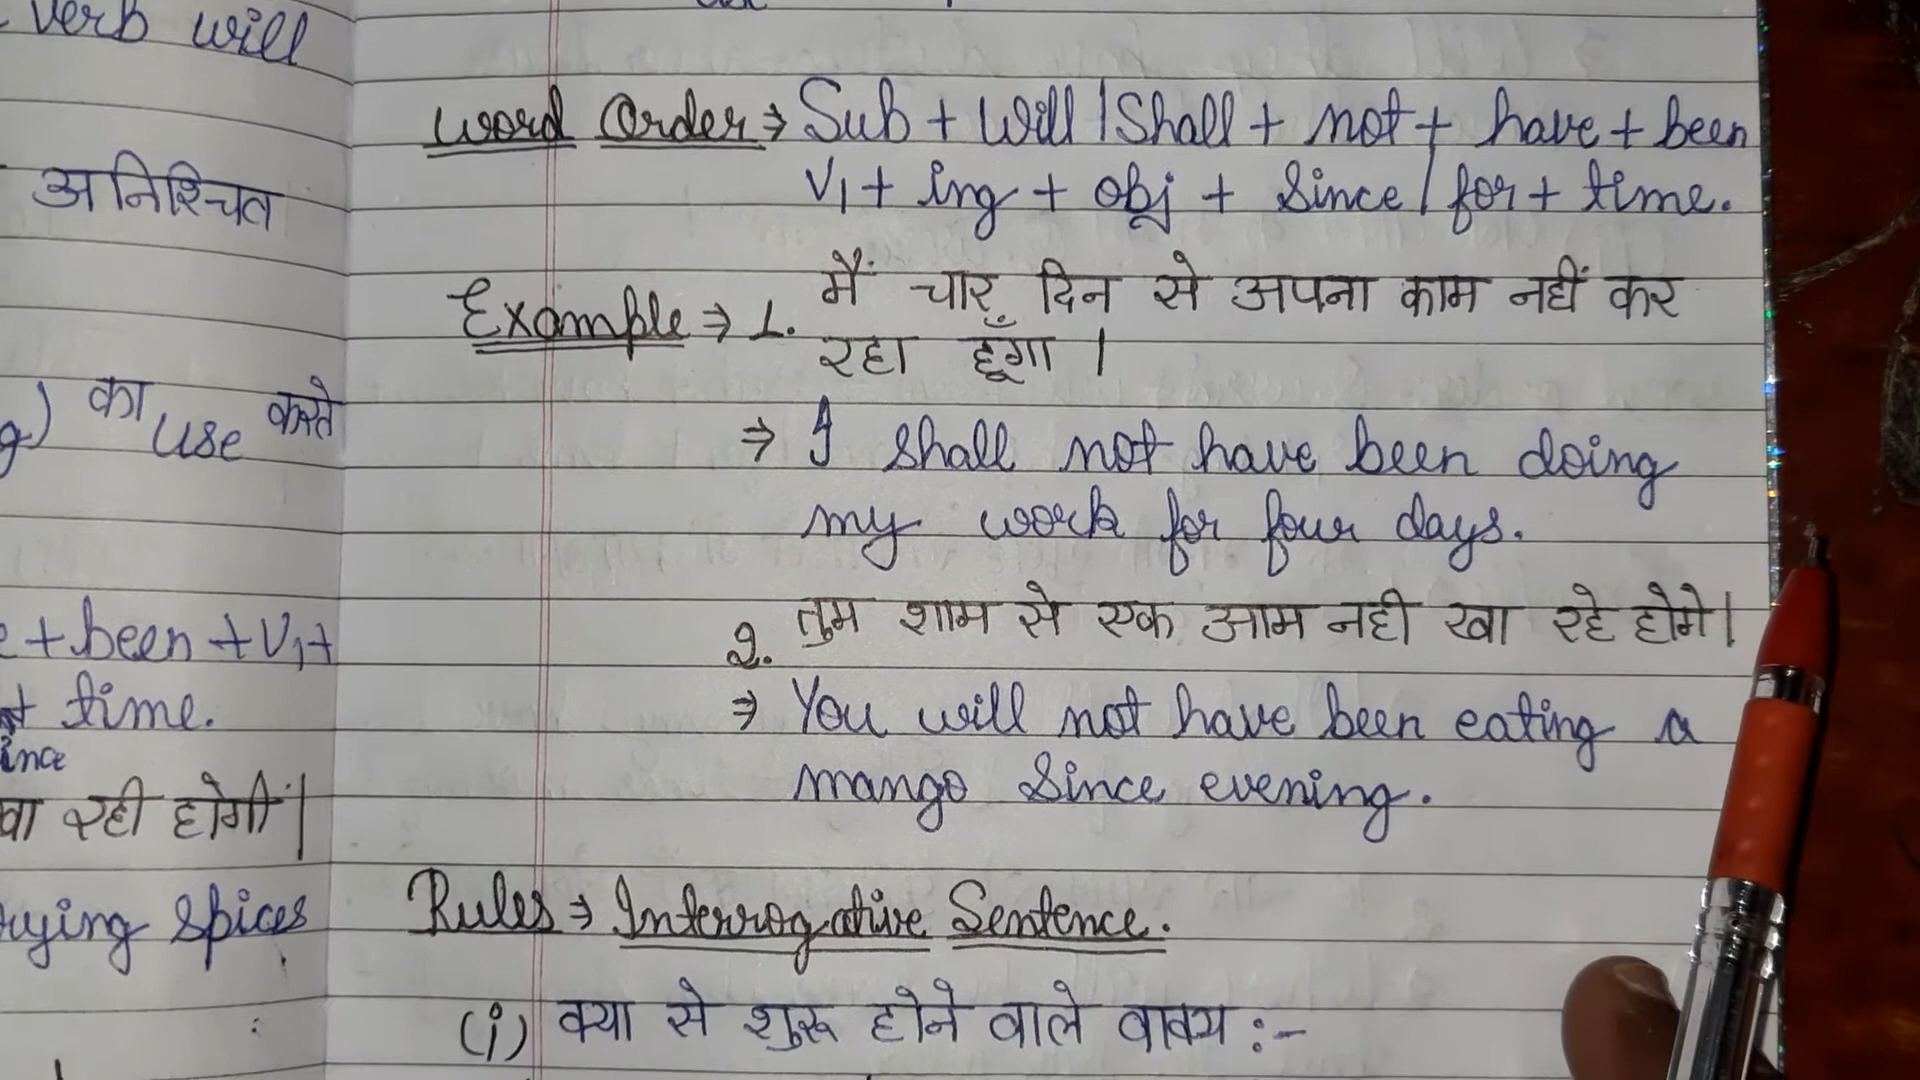 verb will
अनिश्चित
g) का use करते
e + been + V1 +
+ time.
ince
खा रही होगी।
spices
Word Order ⇒ Sub + Will / Shall + not + have + been
V1 + ing + obj + Since / for + time.
Example ⇒ 1. मैं चार दिन से अपना काम नहीं कर
रहा हूँगा ।
⇒ I shall not have been doing
my work for four days.
2. तुम शाम से एक आम नही खा रहे होगे।
⇒ You will not have been eating a
mango Since evening.
Rules ⇒ Interrogative Sentence.
(i) क्या से शुरू होने वाले वाक्य :-